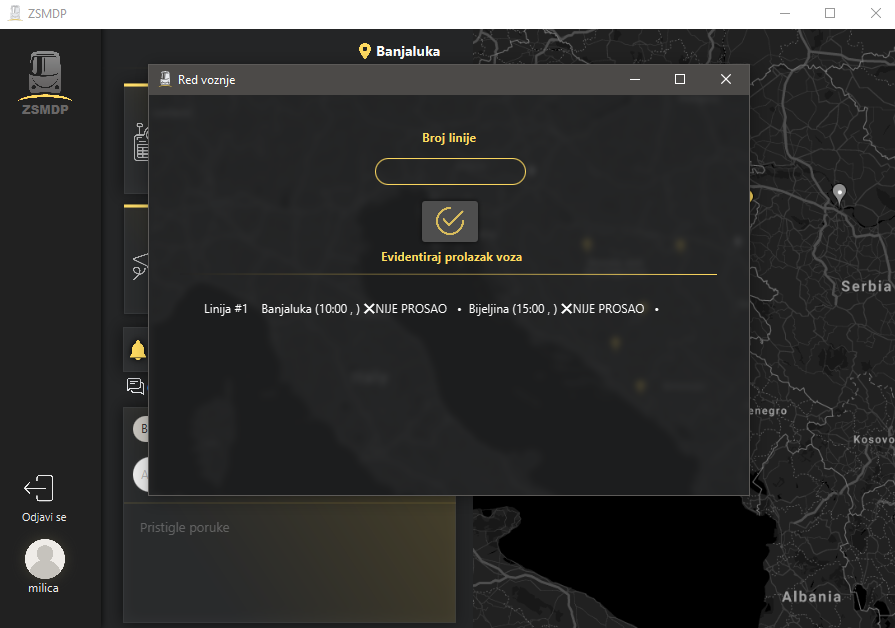 ZSMDP
ZSMDP
Banjaluka
Red voznje
Broj linije
Evidentiraj prolazak voza
Linija #1 Banjaluka (10:00 , ) ❌NIJE PROSAO • Bijeljina (15:00 , ) ❌NIJE PROSAO •
B
A
Pristigle poruke
Odjavi se
milica
Serbia
enegro
Kosovo
Albania